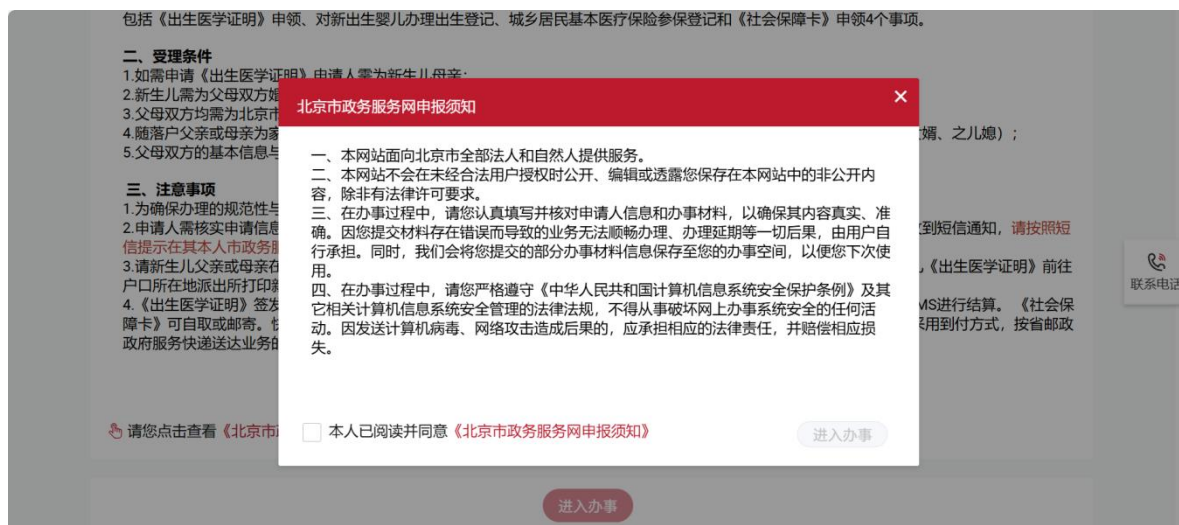 包括《出生医学证明》申领、对新出生婴儿办理出生登记、城乡居民基本医疗保险参保登记和《社会保障卡》申领4个事项。
二、受理条件
1.如需申请《出生医学证明》申请人需为新生儿母亲；
2.新生儿需为父母双方婚
3.父母双方均需为北京市
4.随落户父亲或母亲为家
婿、之儿媳）；
5.父母双方的基本信息与
三、注意事项
1.为确保办理的规范性与
2.申请人需核实申请信息
到短信通知，请按照短
信提示在其本人市政务服
3.请新生儿父亲或母亲在
《出生医学证明》前往
户口所在地派出所打印新
4.《出生医学证明》签发
MS进行结算。 《社会保
障卡》可自取或邮寄。
用到付方式，按省邮政
政府服务快递送达业务的
请您点击查看《北京市政
北京市政务服务网申报须知
×
一、本网站面向北京市全部法人和自然人提供服务。
二、本网站不会在未经合法用户授权时公开、编辑或透露您保存在本网站中的非公开内
容，除非有法律许可要求。
三、在办事过程中，请您认真填写并核对申请人信息和办事材料，以确保其内容真实、准
确。因您提交材料存在错误而导致的业务无法顺畅办理、办理延期等一切后果，由用户自
行承担。同时，我们会将您提交的部分办事材料信息保存至您的办事空间，以便您下次使
用。
四、在办事过程中，请您严格遵守《中华人民共和国计算机信息系统安全保护条例》及其
它相关计算机信息系统安全管理的法律法规，不得从事破坏网上办事系统安全的任何活
动。因发送计算机病毒、网络攻击造成后果的，应承担相应的法律责任，并赔偿相应损
失。
本人已阅读并同意《北京市政务服务网申报须知》
进入办事
进入办事
联系电话